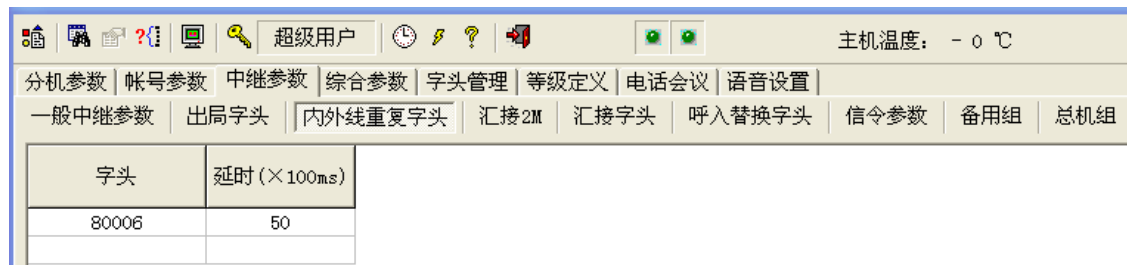 超级用户 主机温度： - 0 ℃
分机参数 帐号参数 中继参数 综合参数 字头管理 等级定义 电话会议 语音设置
一般中继参数 出局字头 内外线重复字头 汇接2M 汇接字头 呼入替换字头 信令参数 备用组 总机组
字头 延时(×100ms)
80006 50